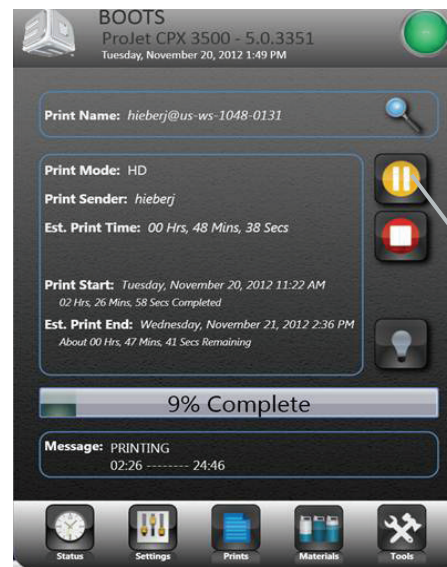 BOOTS
ProJet CPX 3500 - 5.0.3351
Tuesday, November 20, 2012 1:49 PM
Print Name: hieberj@us-ws-1048-0131
Print Mode: HD
Print Sender: hieberj
Est. Print Time: 00 Hrs, 48 Mins, 38 Secs
Print Start: Tuesday, November 20, 2012 11:22 AM
02 Hrs, 26 Mins, 58 Secs Completed
Est. Print End: Wednesday, November 21, 2012 2:36 PM
About 00 Hrs, 47 Mins, 41 Secs Remaining
9% Complete
Message: PRINTING
02:26 -------- 24:46
Status Settings Prints Materials Tools